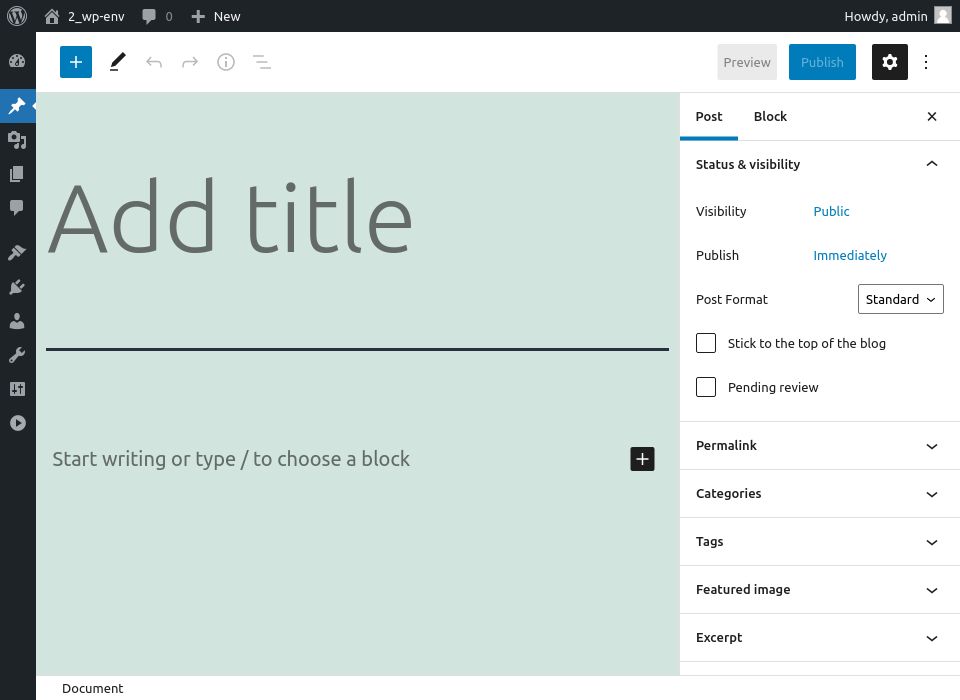 2_wp-env 0 New Howdy, admin
Preview Publish
Post Block
Add title
Start writing or type / to choose a block
Status & visibility
Visibility Public
Publish Immediately
Post Format Standard
Stick to the top of the blog
Pending review
Permalink
Categories
Tags
Featured image
Excerpt
Document